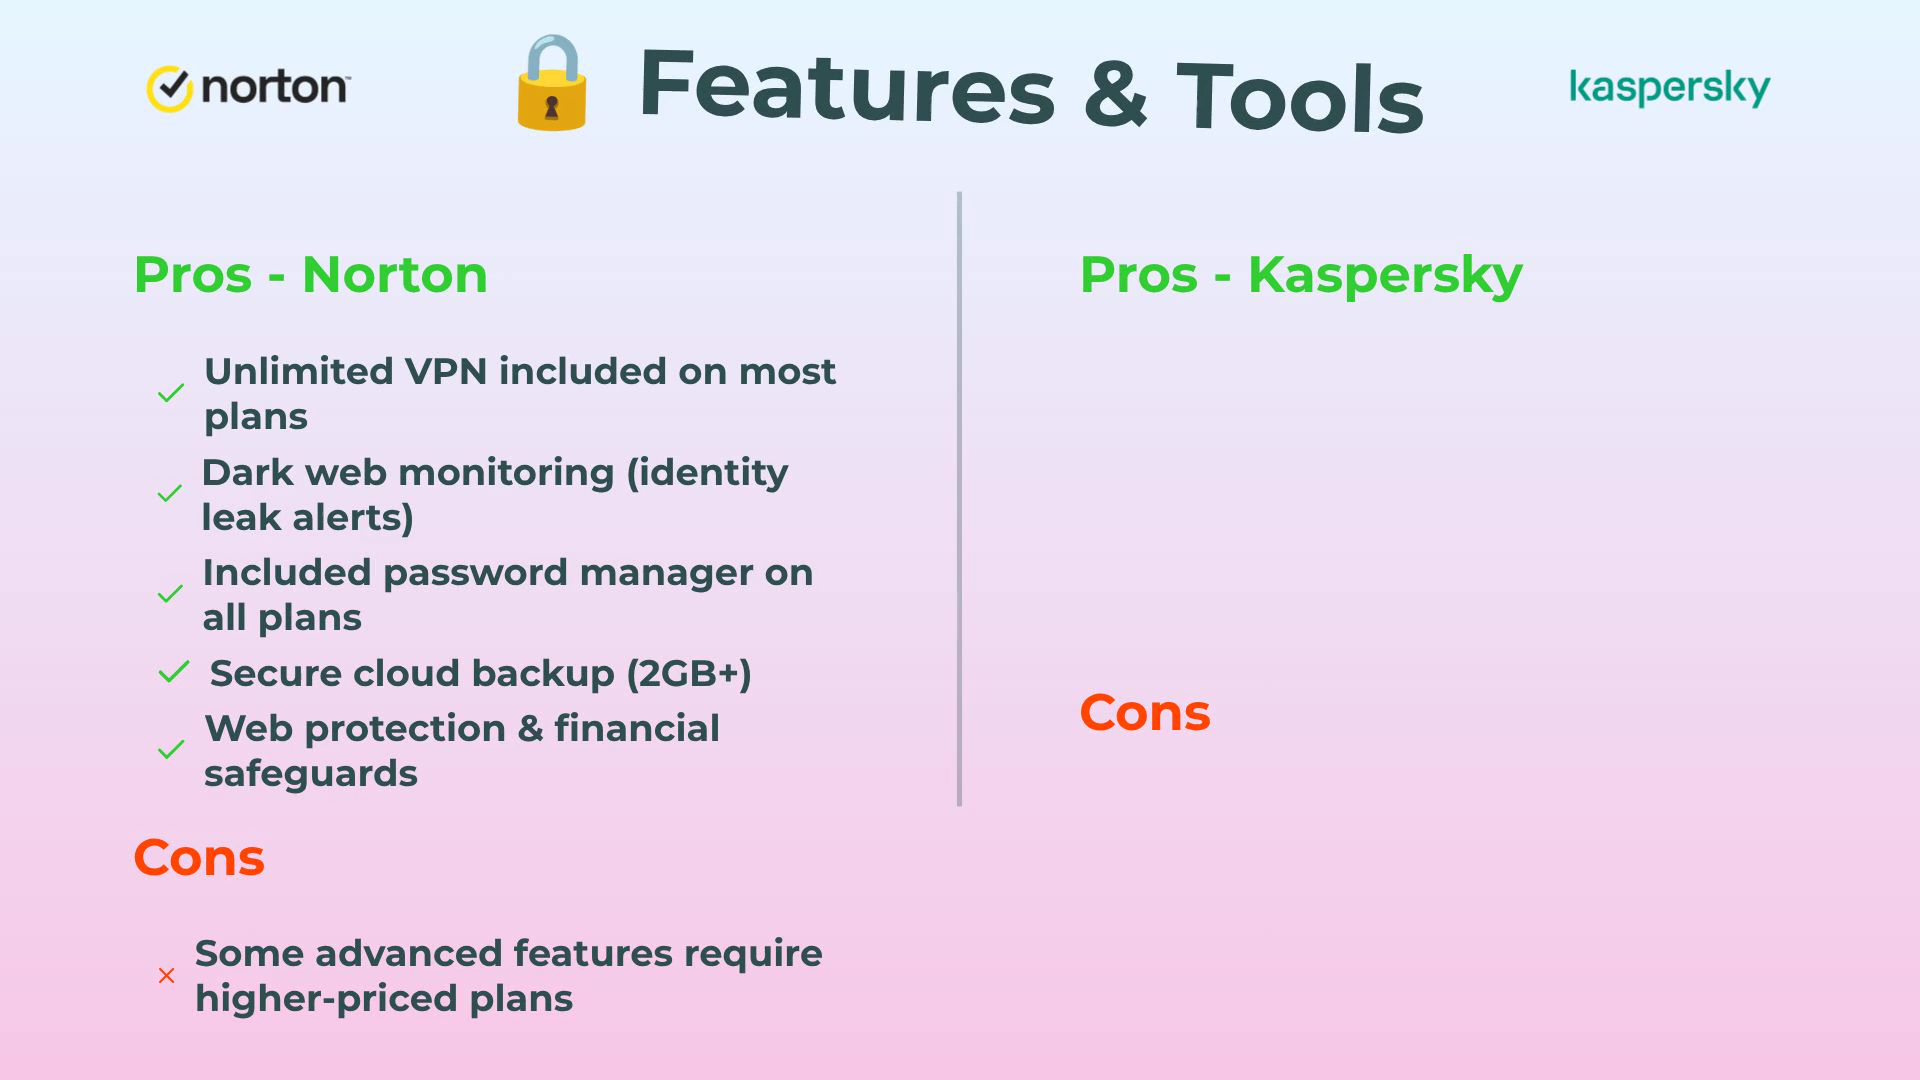 norton
Features & Tools
kaspersky
Pros - Norton
Unlimited VPN included on most
plans
Dark web monitoring (identity
leak alerts)
Included password manager on
all plans
Secure cloud backup (2GB+)
Web protection & financial
safeguards
Cons
Some advanced features require
higher-priced plans
Pros - Kaspersky
Cons